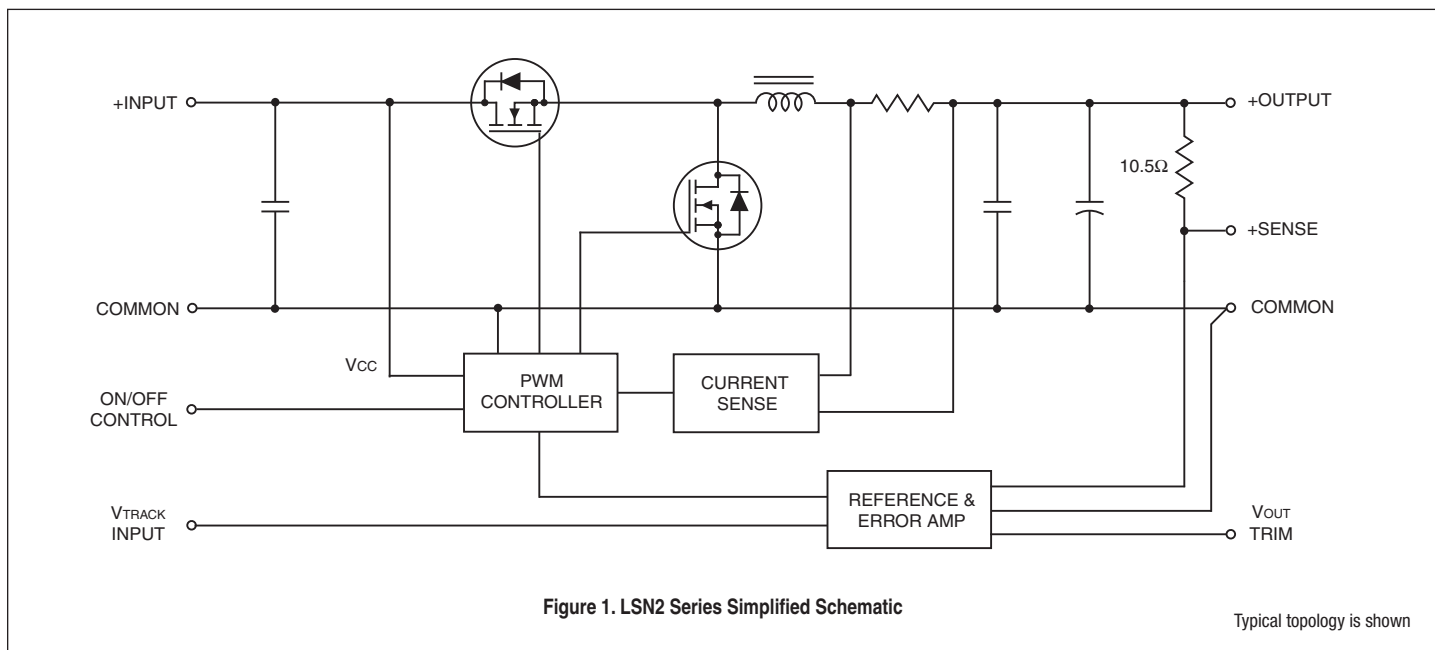 +INPUT
+OUTPUT
10.5Ω
+SENSE
COMMON
COMMON
VCC
PWM
CONTROLLER
CURRENT
SENSE
ON/OFF
CONTROL
REFERENCE &
ERROR AMP
VTRACK
INPUT
VOUT
TRIM
Figure 1. LSN2 Series Simplified Schematic
Typical topology is shown